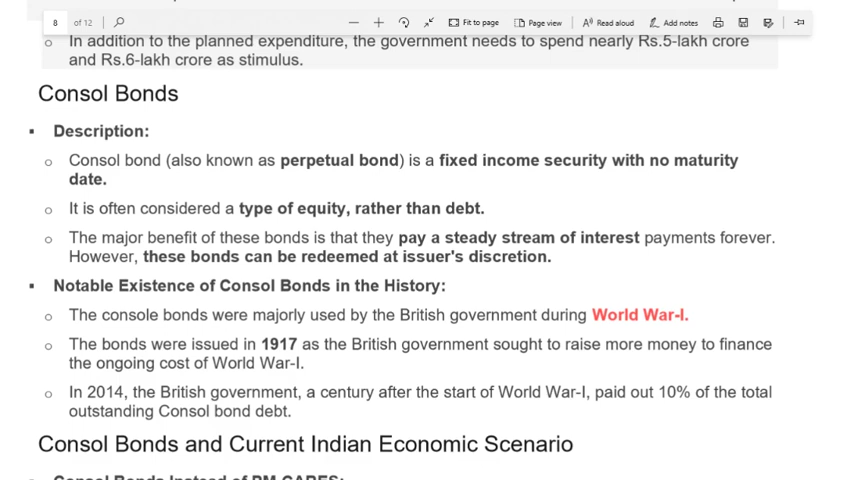 8 of 12
Fit to page
Page view
Read aloud
Add notes
In addition to the planned expenditure, the government needs to spend nearly Rs.5-lakh crore
and Rs.6-lakh crore as stimulus.
Consol Bonds
▪ Description:
o Consol bond (also known as perpetual bond) is a fixed income security with no maturity
date.
o It is often considered a type of equity, rather than debt.
o The major benefit of these bonds is that they pay a steady stream of interest payments forever.
However, these bonds can be redeemed at issuer's discretion.
▪ Notable Existence of Consol Bonds in the History:
o The console bonds were majorly used by the British government during World War-I.
o The bonds were issued in 1917 as the British government sought to raise more money to finance
the ongoing cost of World War-I.
o In 2014, the British government, a century after the start of World War-I, paid out 10% of the total
outstanding Consol bond debt.
Consol Bonds and Current Indian Economic Scenario
Consol Bonds Instead of PM CARES: